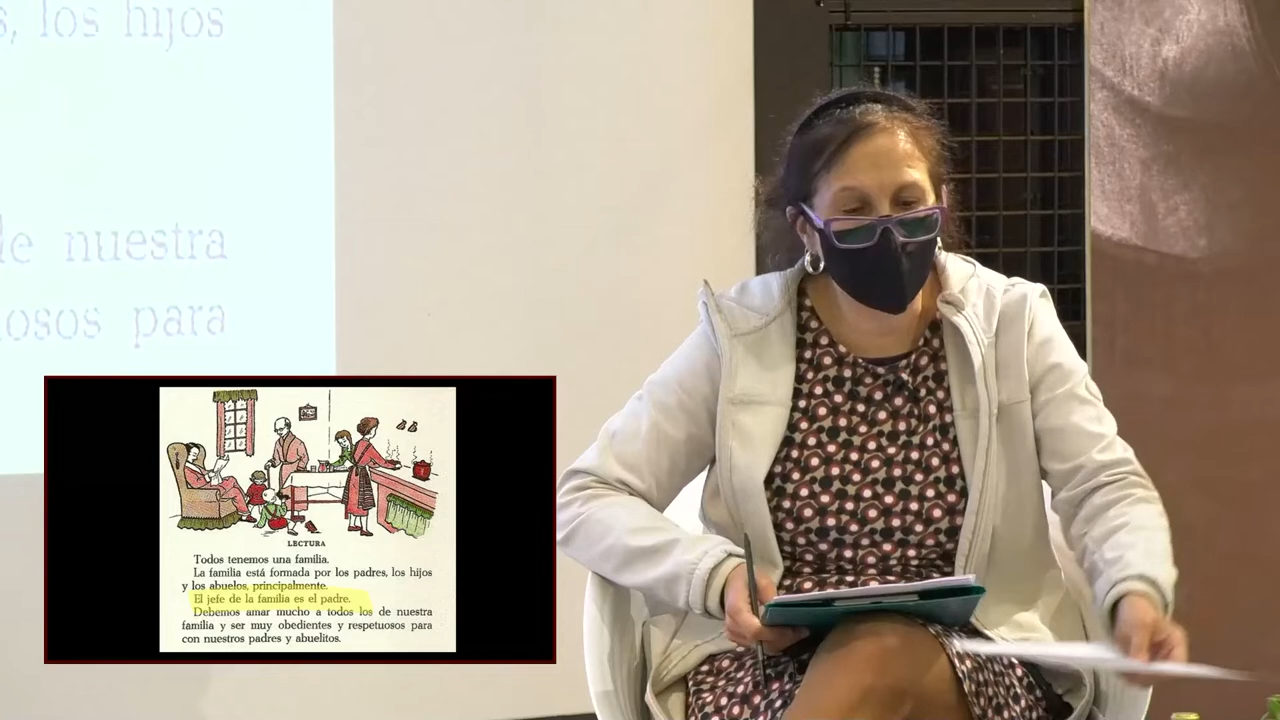 s, los hijos
de nuestra
osos para
LECTURA
Todos tenemos una familia.
La familia está formada por los padres, los hijos
y los abuelos, principalmente.
El jefe de la familia es el padre.
Debemos amar mucho a todos los de nuestra
familia y ser muy obedientes y respetuosos para
con nuestros padres y abuelitos.